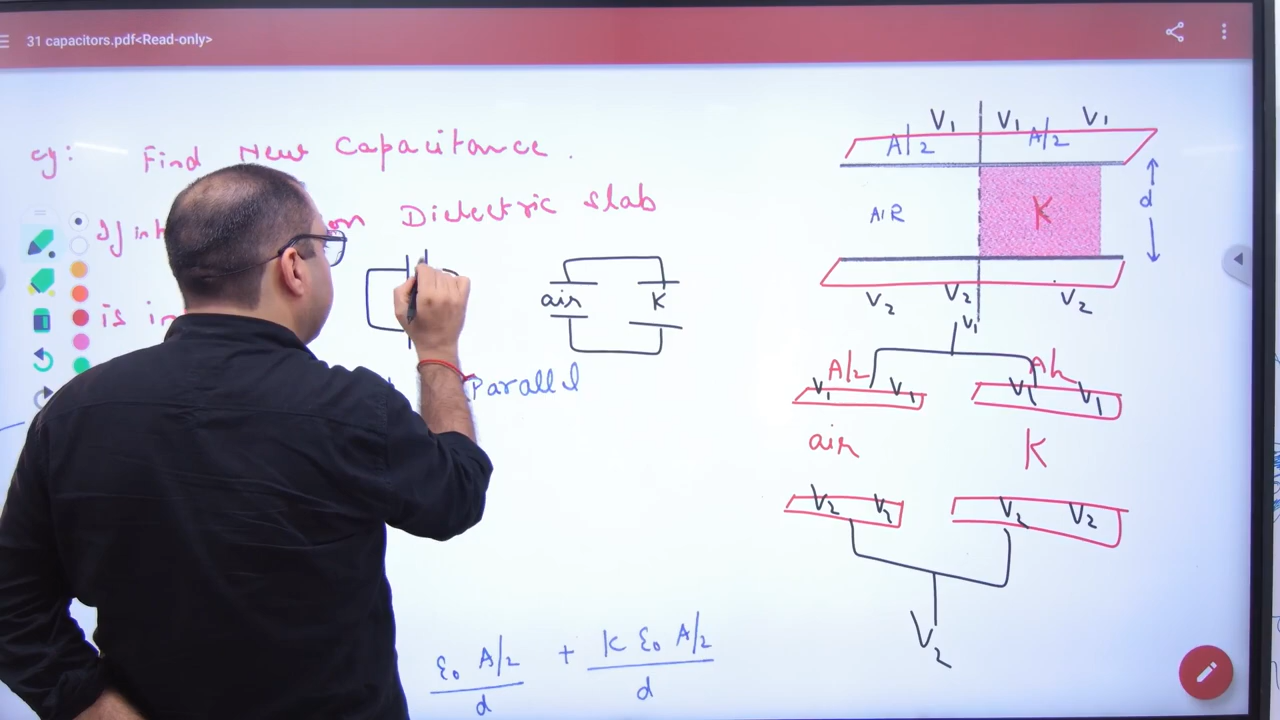 31 capacitors.pdf<Read-only>
eg: Find New Capacitance.
on Dielectric slab
is in
air K
Parallel
ε₀ A/2 + K ε₀ A/2
d d
V₁ V₁ V₁
A/2 A/2
AIR K d
V₂ V₂ V₂
V₁
A/2
V₁ V₁ V₁ V₁
air K
V₂ V₂ V₂ V₂
V₂